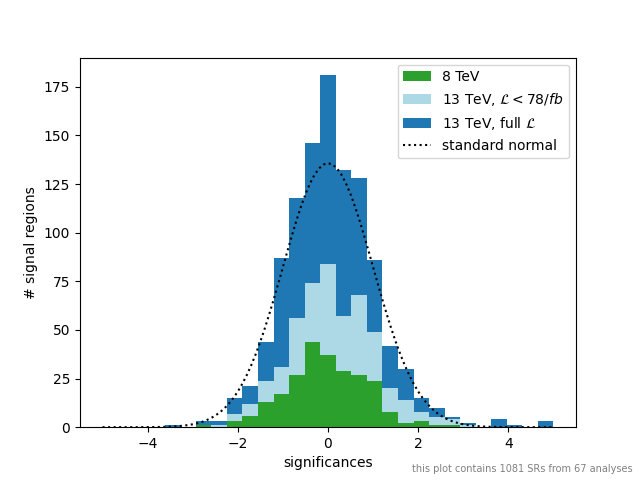 8 TeV
13 TeV, ℒ < 78/fb
13 TeV, full ℒ
standard normal
# signal regions
175
150
125
100
75
50
25
0
−4
−2
0
2
4
significances
this plot contains 1081 SRs from 67 analyses